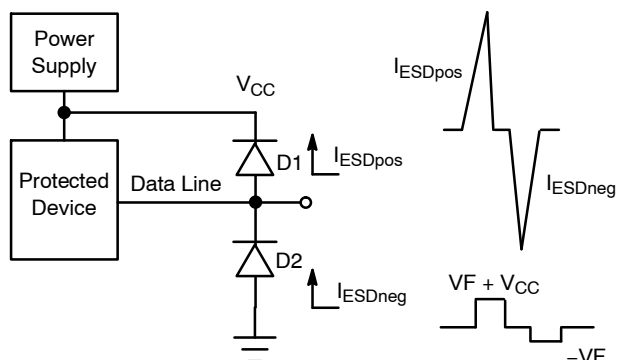 Power
Supply
V_CC
D1
I_ESDpos
Protected
Device
Data Line
D2
I_ESDneg
I_ESDpos
I_ESDneg
VF + V_CC
−VF